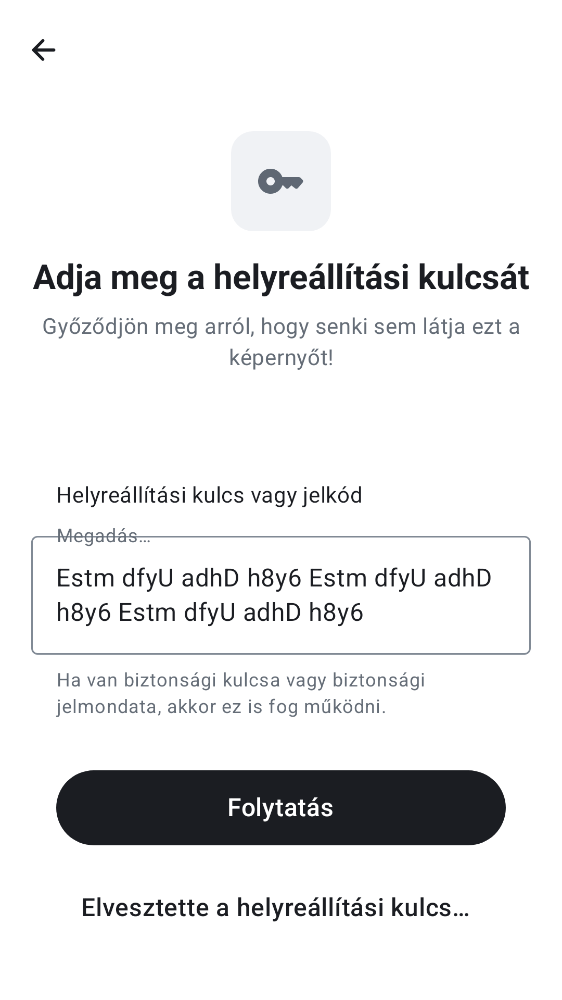 Adja meg a helyreállítási kulcsát
Győződjön meg arról, hogy senki sem látja ezt a
képernyőt!
Helyreállítási kulcs vagy jelkód
Megadás…
Estm dfyU adhD h8y6 Estm dfyU adhD
h8y6 Estm dfyU adhD h8y6
Ha van biztonsági kulcsa vagy biztonsági
jelmondata, akkor ez is fog működni.
Folytatás
Elvesztette a helyreállítási kulcs…